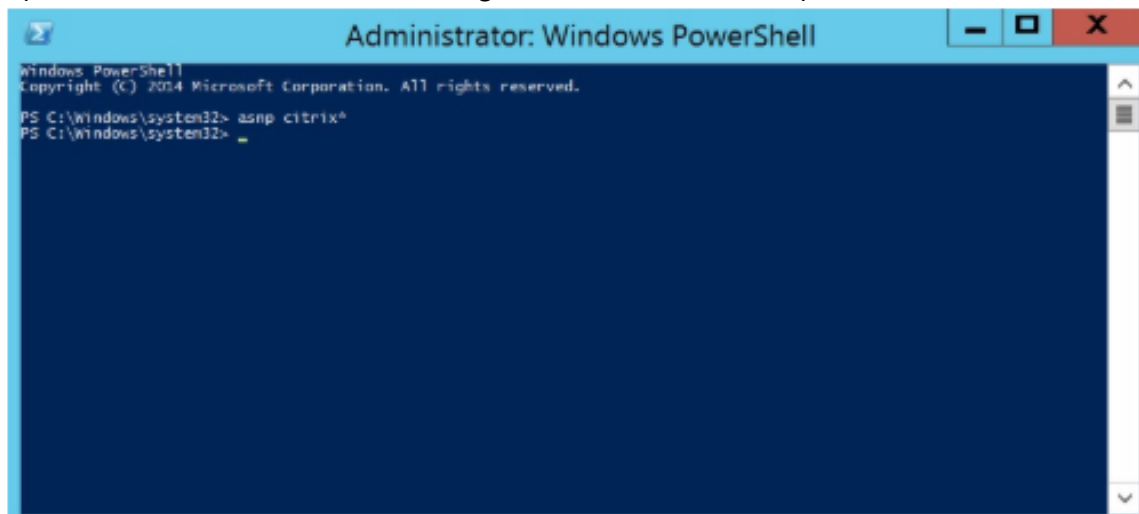 Administrator: Windows PowerShell
Windows PowerShell
Copyright (C) 2014 Microsoft Corporation. All rights reserved.
PS C:\Windows\system32> asnp citrix*
PS C:\Windows\system32> _